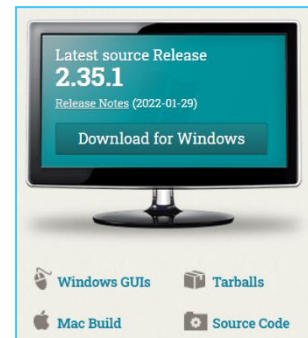 Latest source Release
2.35.1
Release Notes (2022-01-29)
Download for Windows
Windows GUIs
Tarballs
Mac Build
Source Code